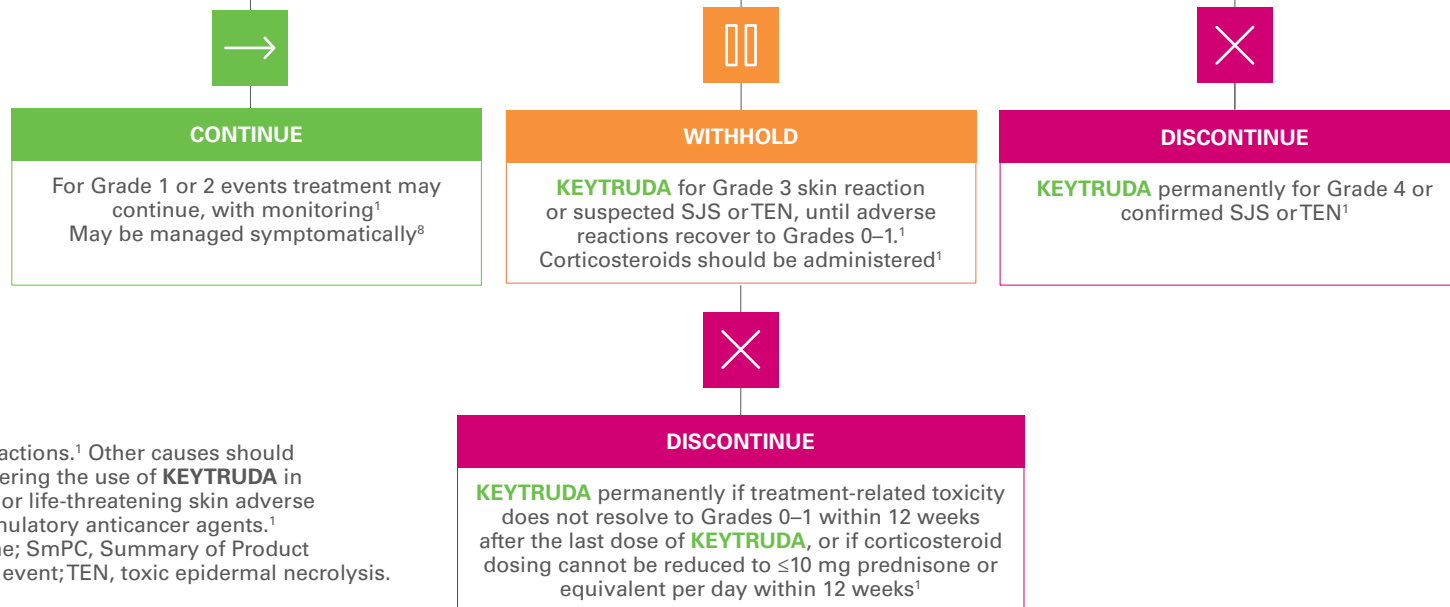 CONTINUE
For Grade 1 or 2 events treatment may
continue, with monitoring¹
May be managed symptomatically⁸
WITHHOLD
KEYTRUDA for Grade 3 skin reaction
or suspected SJS or TEN, until adverse
reactions recover to Grades 0–1.¹
Corticosteroids should be administered¹
DISCONTINUE
KEYTRUDA permanently for Grade 4 or
confirmed SJS or TEN¹
DISCONTINUE
KEYTRUDA permanently if treatment-related toxicity
does not resolve to Grades 0–1 within 12 weeks
after the last dose of KEYTRUDA, or if corticosteroid
dosing cannot be reduced to ≤10 mg prednisone or
equivalent per day within 12 weeks¹
actions.¹ Other causes should
ering the use of KEYTRUDA in
or life-threatening skin adverse
nulatory anticancer agents.¹
ne; SmPC, Summary of Product
event; TEN, toxic epidermal necrolysis.